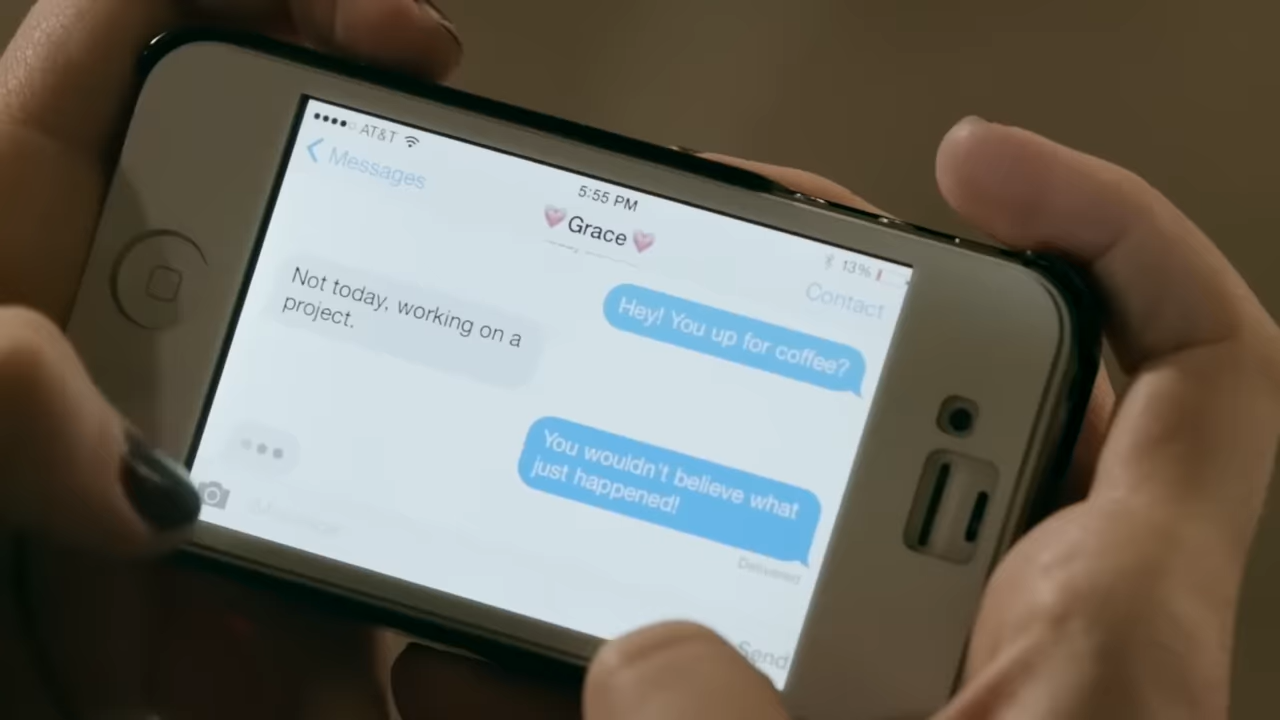 AT&T
5:55 PM
13%
Messages
Grace
Contact
Hey! You up for coffee?
Not today, working on a
project.
You wouldn't believe what
just happened!
Delivered
Send